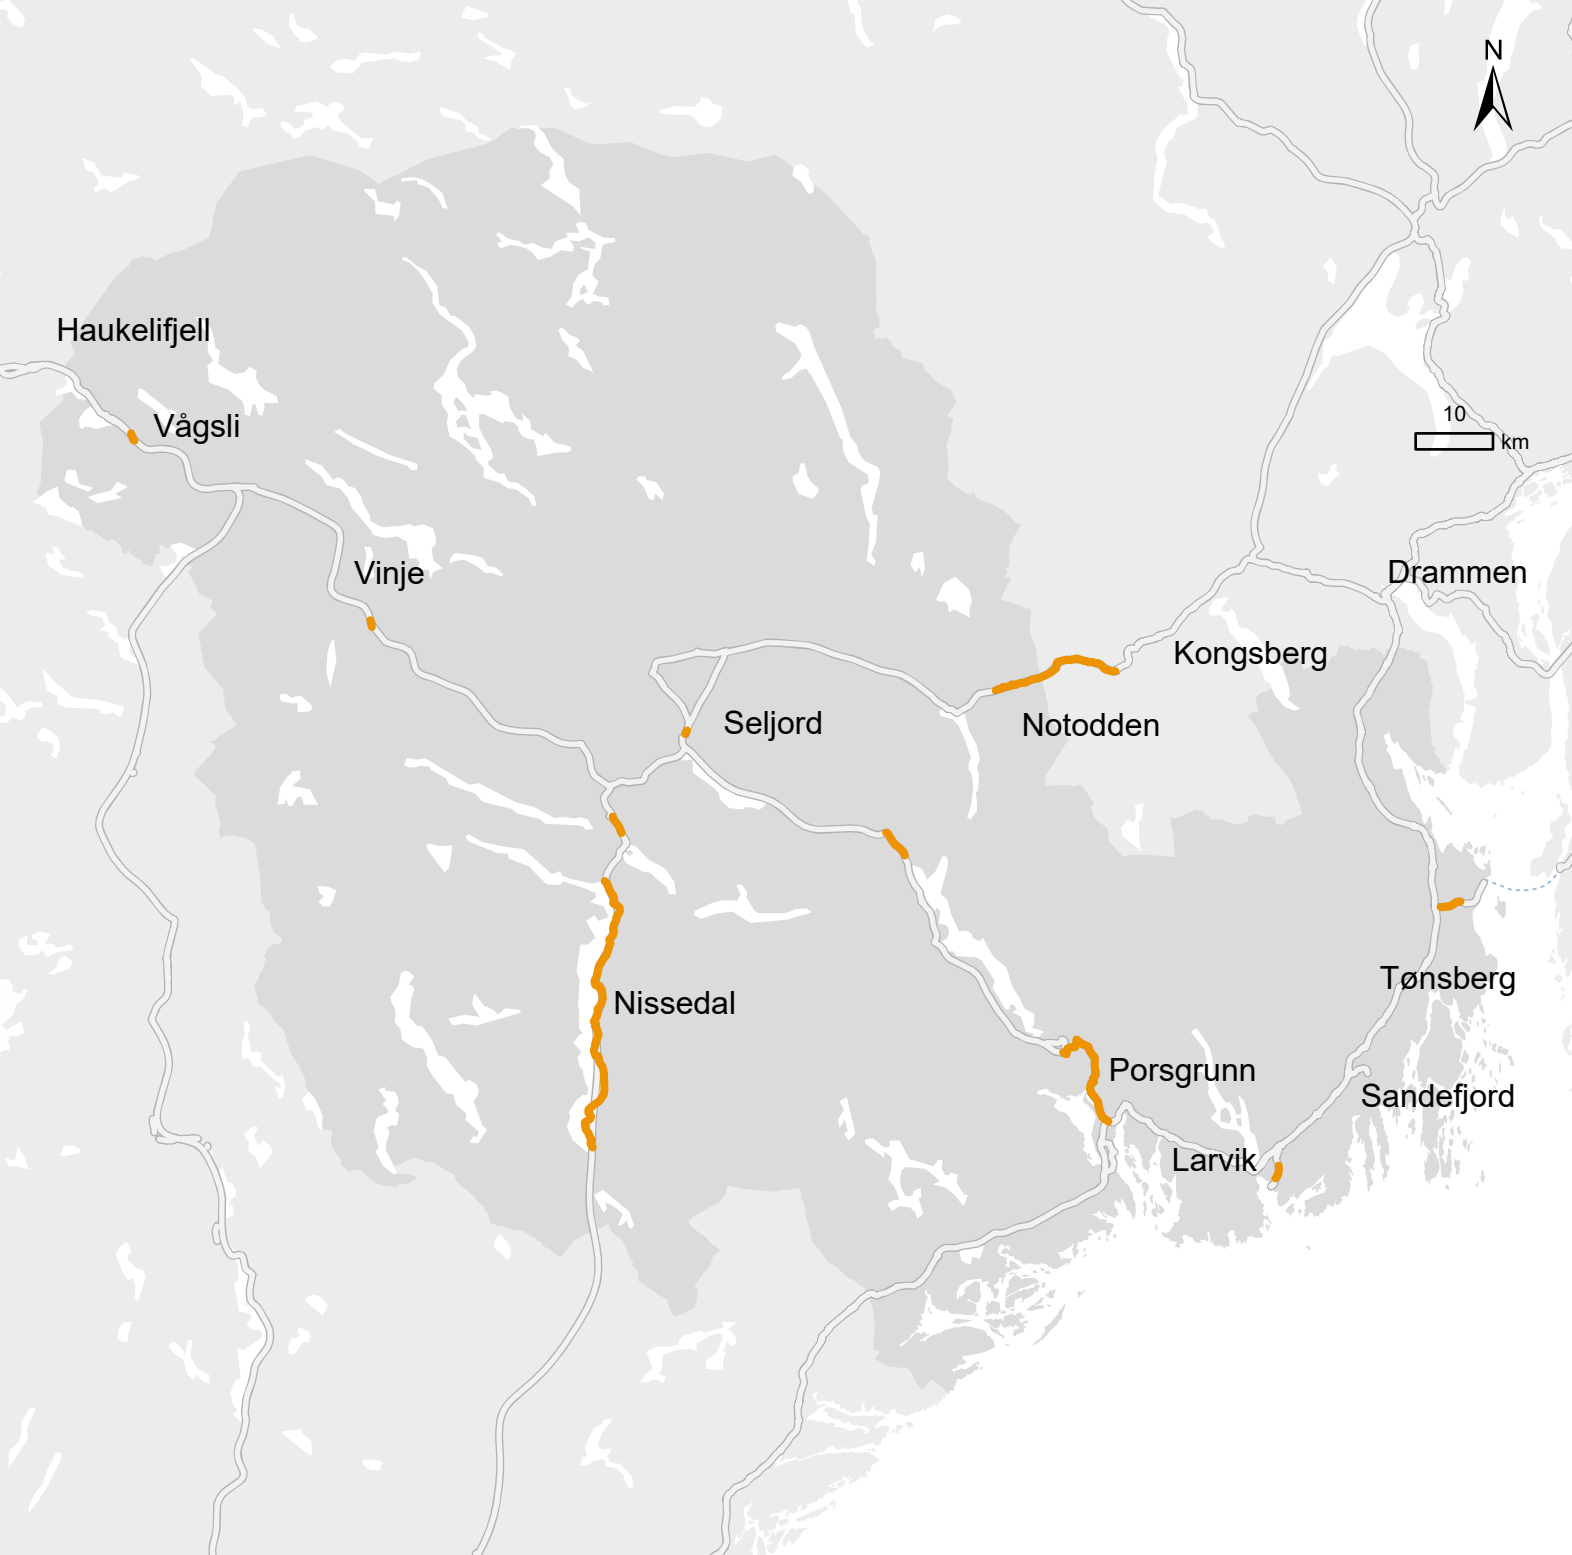 N
Haukelifjell
10
Vågsli
km
Vinje
Drammen
Kongsberg
Seljord
Notodden
Tønsberg
Nissedal
Porsgrunn
Sandefjord
Larvik